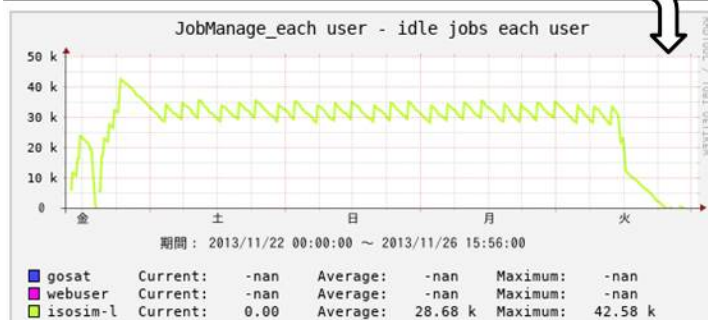 JobManage_each user - idle jobs each user
50 k
40 k
30 k
20 k
10 k
0
金 土 日 月 火
期間： 2013/11/22 00:00:00 ～ 2013/11/26 15:56:00
gosat Current: -nan Average: -nan Maximum: -nan
webuser Current: -nan Average: -nan Maximum: -nan
isosim-l Current: 0.00 Average: 28.68 k Maximum: 42.58 k